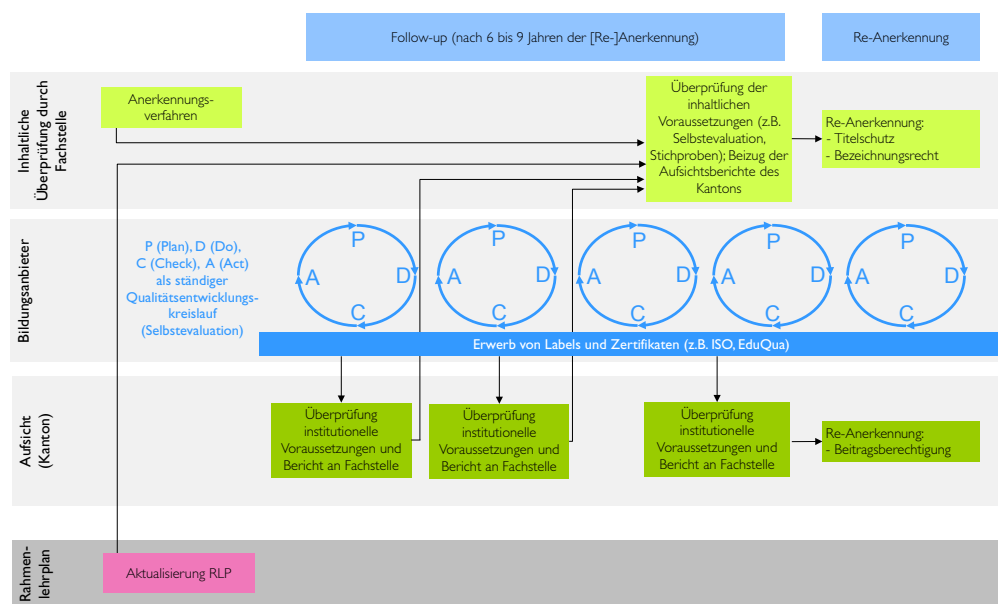 Follow-up (nach 6 bis 9 Jahren der [Re-]Anerkennung)
Re-Anerkennung
Inhaltliche
Überprüfung durch
Fachstelle
Anerkennungs-
verfahren
Überprüfung der
inhaltlichen
Voraussetzungen (z.B.
Selbstevaluation,
Stichproben); Beizug der
Aufsichtsberichte des
Kantons
Re-Anerkennung:
- Titelschutz
- Bezeichnungsrecht
Bildungsanbieter
P (Plan), D (Do),
C (Check), A (Act)
als ständiger
Qualitätsentwicklungs-
kreislauf
(Selbstevaluation)
P
A
D
C
P
A
D
C
P
A
D
C
P
A
D
C
P
A
D
C
Erwerb von Labels und Zertifikaten (z.B. ISO, EduQua)
Aufsicht
(Kanton)
Überprüfung
institutionelle
Voraussetzungen und
Bericht an Fachstelle
Überprüfung
institutionelle
Voraussetzungen und
Bericht an Fachstelle
Überprüfung
institutionelle
Voraussetzungen und
Bericht an Fachstelle
Re-Anerkennung:
- Beitragsberechtigung
Rahmen-
lehrplan
Aktualisierung RLP